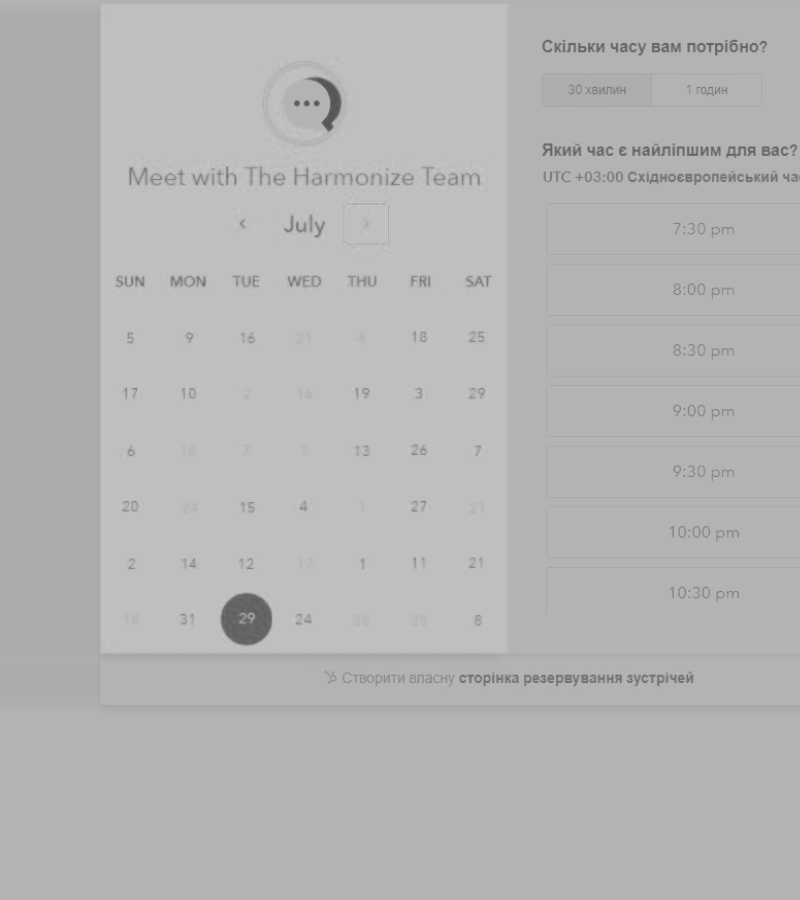 Meet with The Harmonize Team
July
SUN MON TUE WED THU FRI SAT
5 9 16 21 4 18 25
17 10 2 16 19 3 29
6 18 7 2 13 26 7
20 24 15 4 27 21
2 14 12 17 1 11 21
14 31 29 24 8
Створити власну сторінка резервування зустрічей
Скільки часу вам потрібно?
30 хвилин 1 годин
Який час є найліпшим для вас?
UTC +03:00 Східноєвропейський ча
7:30 pm
8:00 pm
8:30 pm
9:00 pm
9:30 pm
10:00 pm
10:30 pm